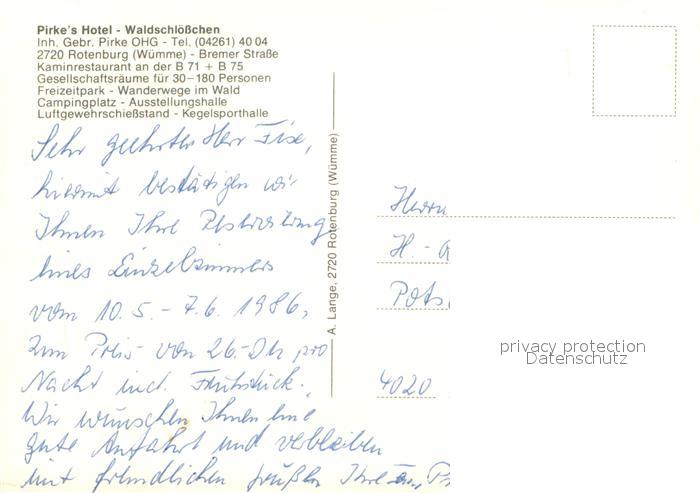 Pirke's Hotel - Waldschlößchen
Inh. Gebr. Pirke OHG - Tel. (04261) 40 04
2720 Rotenburg (Wümme) - Bremer Straße
Kaminrestaurant an der B 71 + B 75
Gesellschaftsräume für 30–180 Personen
Freizeitpark - Wanderwege im Wald
Campingplatz - Ausstellungshalle
Luftgewehrschießstand - Kegelsporthalle
Sehr geehrter Herr
hiermit bestätigen wir
Ihnen Ihre Reservierung
eines Einzelzimmers
vom 10.5. - 7.6. 1986,
zum Preis von 26.- DM pro
Nacht incl. Frühstück.
Wir wünschen Ihnen eine
gute Anfahrt und verbleiben
mit freundlichen Grüßen Ihre
A. Lange, 2720 Rotenburg (Wümme)
Herrn
H. -
Pots
4020
privacy protection
Datenschutz